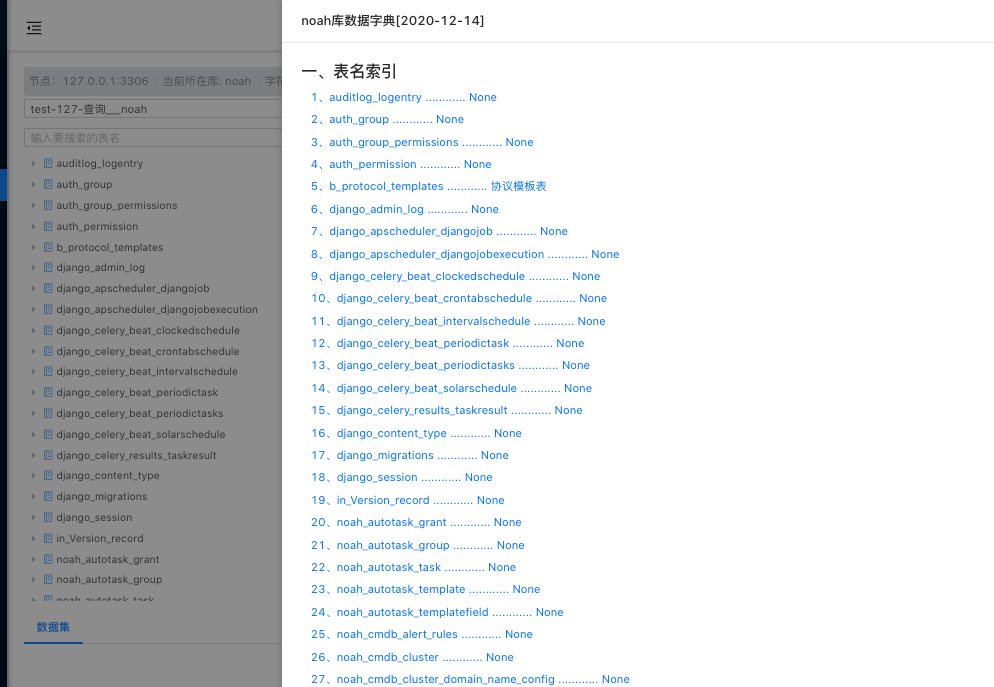 节点：127.0.0.1:3306 当前所在库: noah
test-127-查询___noah
输入要搜索的表名
auditlog_logentry
auth_group
auth_group_permissions
auth_permission
b_protocol_templates
django_admin_log
django_apscheduler_djangojob
django_apscheduler_djangojobexecution
django_celery_beat_clockedschedule
django_celery_beat_crontabschedule
django_celery_beat_intervalschedule
django_celery_beat_periodictask
django_celery_beat_periodictasks
django_celery_beat_solarschedule
django_celery_results_taskresult
django_content_type
django_migrations
django_session
in_Version_record
noah_autotask_grant
noah_autotask_group
noah_autotask_task
数据集
noah库数据字典[2020-12-14]
一、表名索引
1、auditlog_logentry ............ None
2、auth_group ............ None
3、auth_group_permissions ............ None
4、auth_permission ............ None
5、b_protocol_templates ............ 协议模板表
6、django_admin_log ............ None
7、django_apscheduler_djangojob ............ None
8、django_apscheduler_djangojobexecution ............ None
9、django_celery_beat_clockedschedule ............ None
10、django_celery_beat_crontabschedule ............ None
11、django_celery_beat_intervalschedule ............ None
12、django_celery_beat_periodictask ............ None
13、django_celery_beat_periodictasks ............ None
14、django_celery_beat_solarschedule ............ None
15、django_celery_results_taskresult ............ None
16、django_content_type ............ None
17、django_migrations ............ None
18、django_session ............ None
19、in_Version_record ............ None
20、noah_autotask_grant ............ None
21、noah_autotask_group ............ None
22、noah_autotask_task ............ None
23、noah_autotask_template ............ None
24、noah_autotask_templatefield ............ None
25、noah_cmdb_alert_rules ............ None
26、noah_cmdb_cluster ............ None
27、noah_cmdb_cluster_domain_name_config ............ None